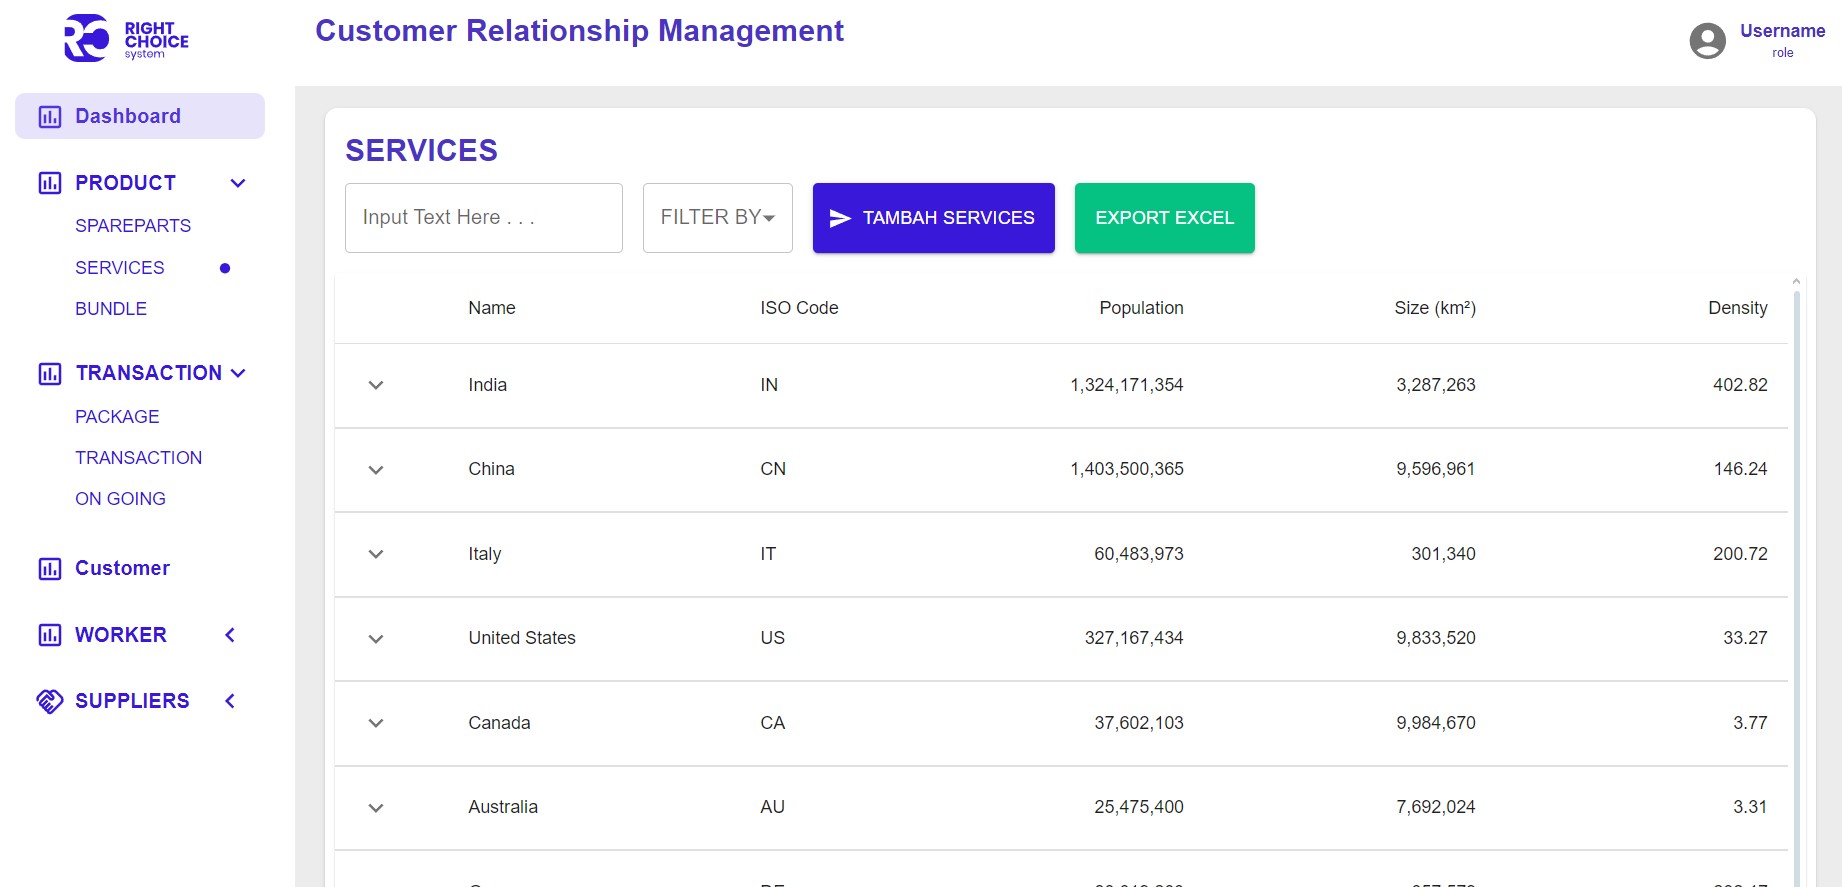 RIGHT
CHOICE
system
Customer Relationship Management
Username
role
Dashboard
PRODUCT
SPAREPARTS
SERVICES
BUNDLE
TRANSACTION
PACKAGE
TRANSACTION
ON GOING
Customer
WORKER
SUPPLIERS
SERVICES
Input Text Here . . .
FILTER BY
TAMBAH SERVICES
EXPORT EXCEL
Name ISO Code Population Size (km²) Density
India IN 1,324,171,354 3,287,263 402.82
China CN 1,403,500,365 9,596,961 146.24
Italy IT 60,483,973 301,340 200.72
United States US 327,167,434 9,833,520 33.27
Canada CA 37,602,103 9,984,670 3.77
Australia AU 25,475,400 7,692,024 3.31